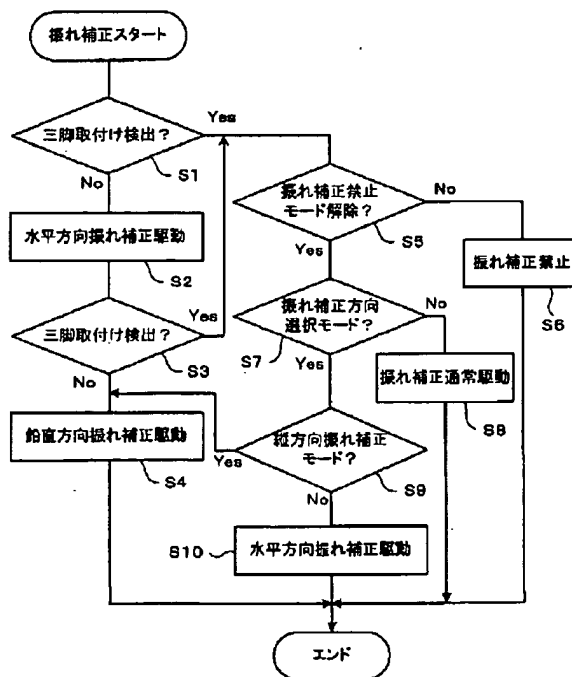 振れ補正スタート
三脚取付け検出?
Yes
S1
No
水平方向振れ補正駆動
S2
三脚取付け検出?
Yes
S3
No
鉛直方向振れ補正駆動
S4
振れ補正禁止
モード解除?
No
S5
Yes
振れ補正禁止
S6
振れ補正方向
選択モード?
No
S7
Yes
振れ補正通常駆動
S8
縦方向振れ補正
モード?
Yes
S9
No
S10
水平方向振れ補正駆動
エンド